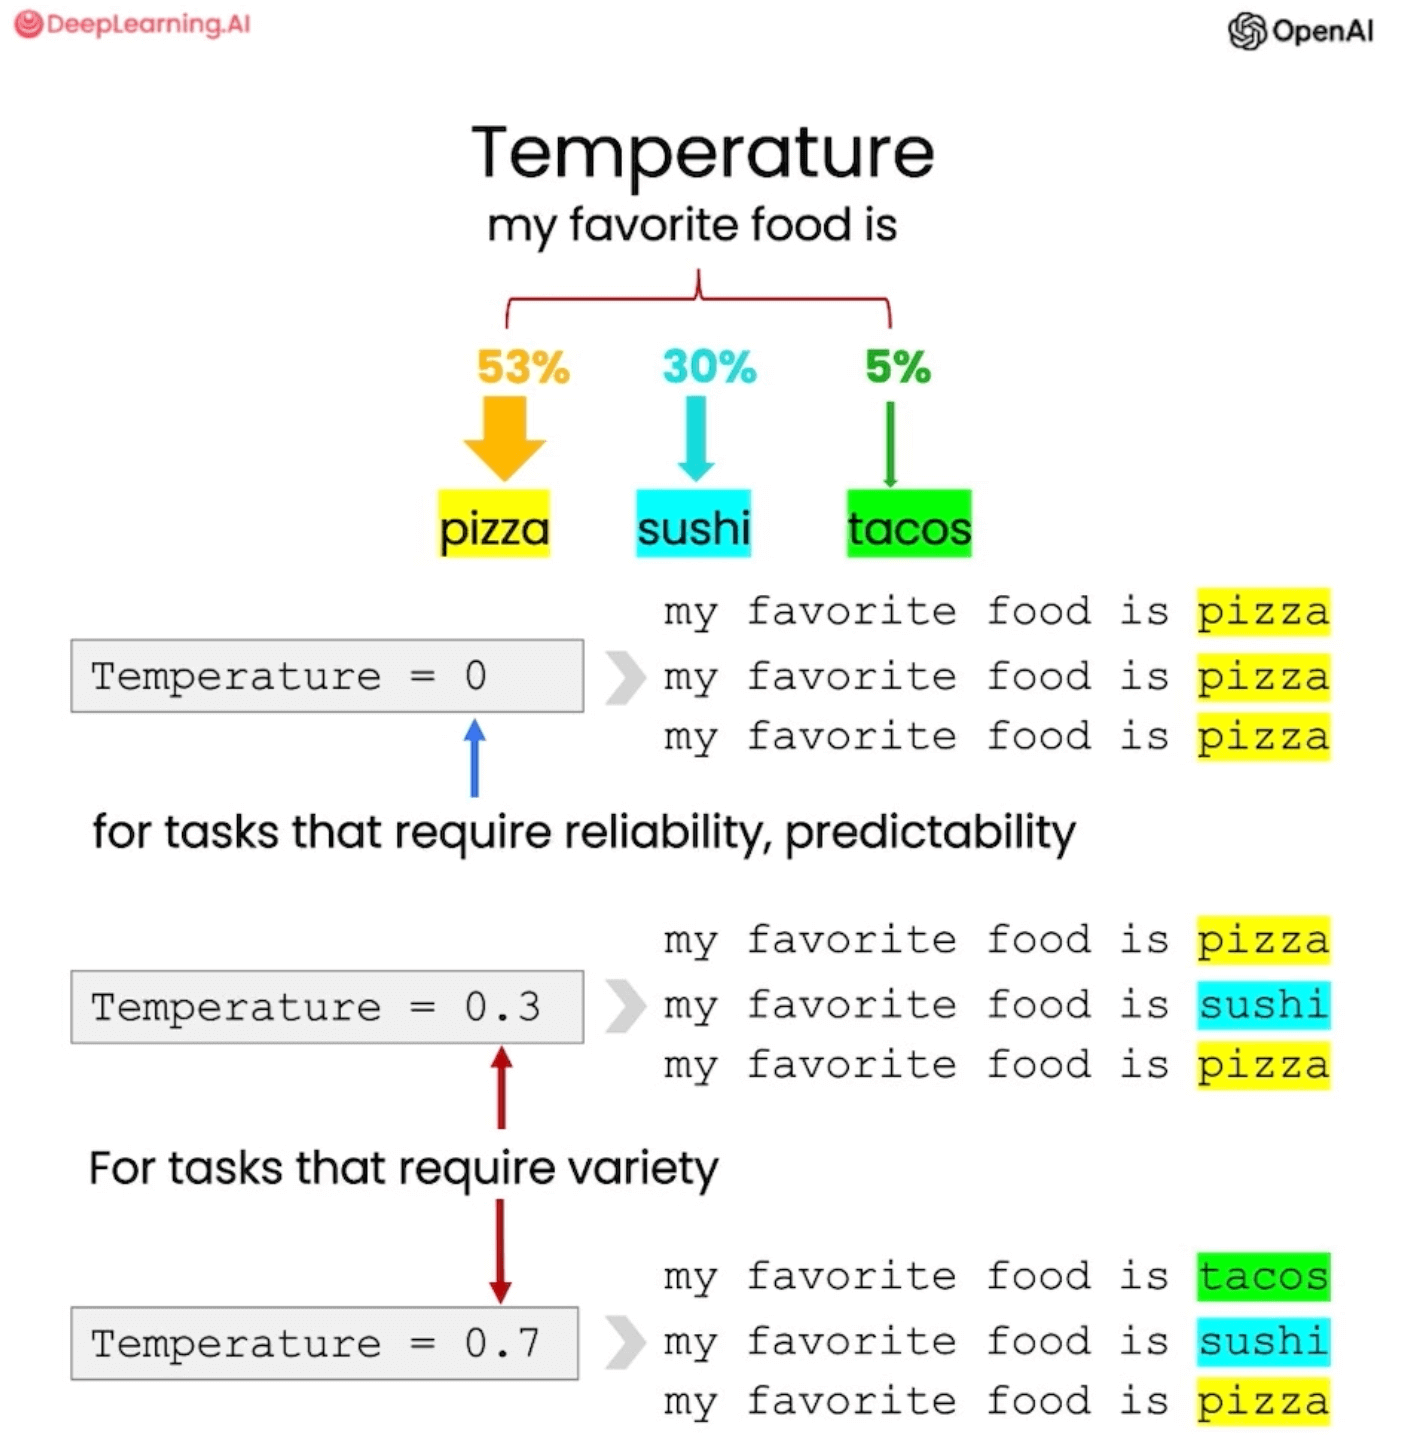 DeepLearning.AI
OpenAI
Temperature
my favorite food is
53% 30% 5%
pizza sushi tacos
my favorite food is pizza
Temperature = 0 my favorite food is pizza
my favorite food is pizza
for tasks that require reliability, predictability
my favorite food is pizza
Temperature = 0.3 my favorite food is sushi
my favorite food is pizza
For tasks that require variety
my favorite food is tacos
Temperature = 0.7 my favorite food is sushi
my favorite food is pizza